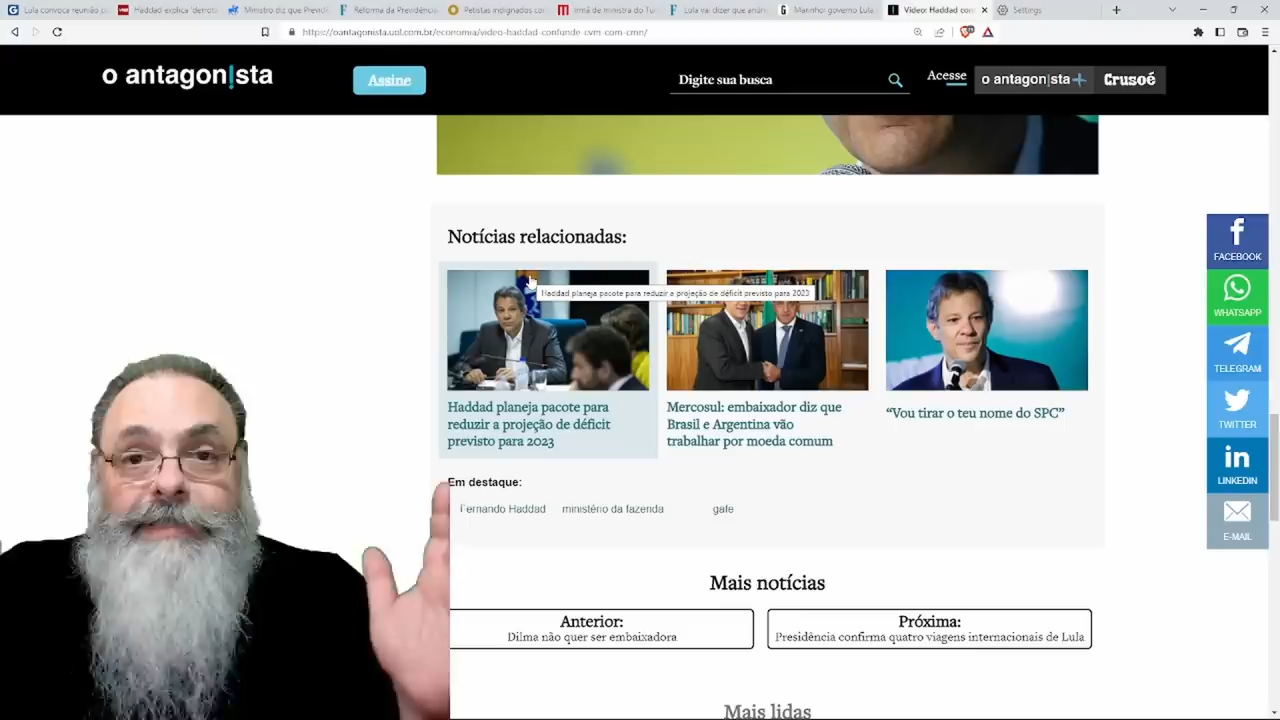 Lula convoca reunião pa
Haddad explica 'derrota
Ministro diz que Previd
Reforma da Previdência
Petistas indignados co
Irmã de ministra do Tur
Lula vai dizer que anún
Marinho: governo Lula
Vídeo: Haddad con
Settings
https://oantagonista.uol.com.br/economia/video-haddad-confunde-cvm-com-cmn/
o antagon!sta
Assine
Digite sua busca
Acesse
o antagon|sta+
Crusoé
Notícias relacionadas:
Haddad planeja pacote para reduzir a projeção de déficit previsto para 2023
Haddad planeja pacote para
reduzir a projeção de déficit
previsto para 2023
Mercosul: embaixador diz que
Brasil e Argentina vão
trabalhar por moeda comum
“Vou tirar o teu nome do SPC”
Em destaque:
Fernando Haddad
ministério da fazenda
gafe
Mais notícias
Anterior:
Dilma não quer ser embaixadora
Próxima:
Presidência confirma quatro viagens internacionais de Lula
Mais lidas
FACEBOOK
WHATSAPP
TELEGRAM
TWITTER
LINKEDIN
E-MAIL